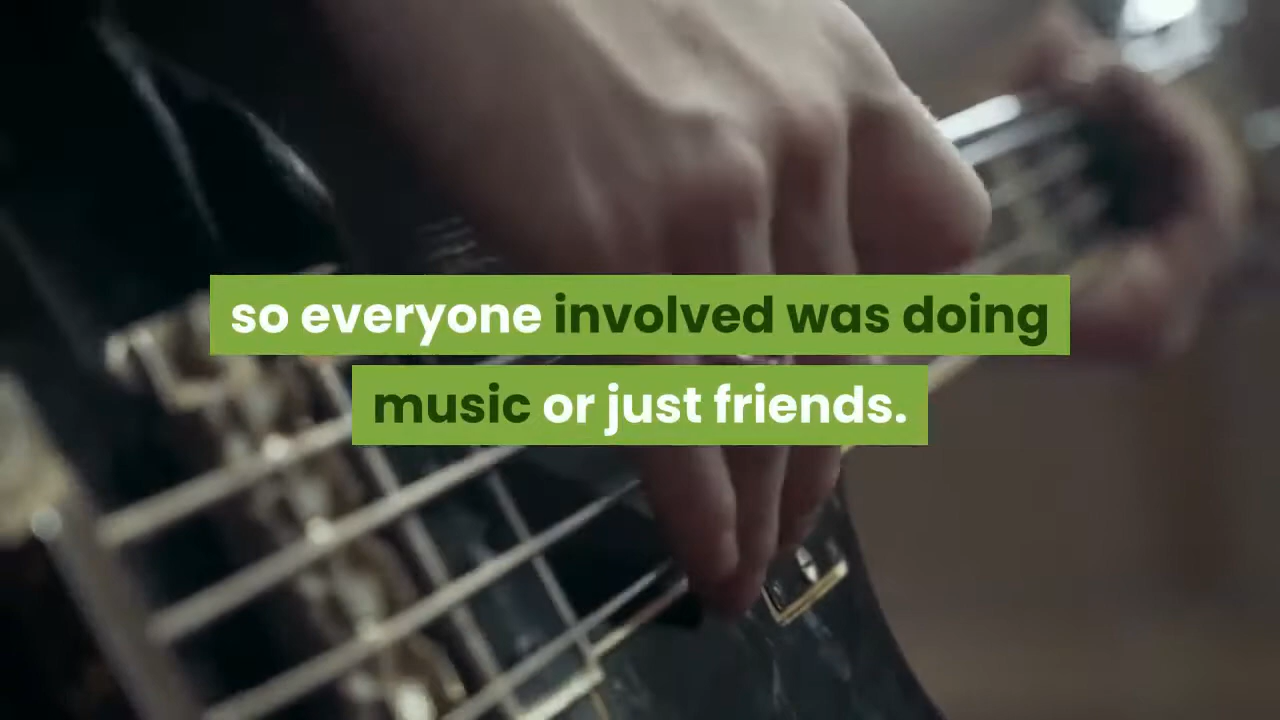 so everyone involved was doing
music or just friends.